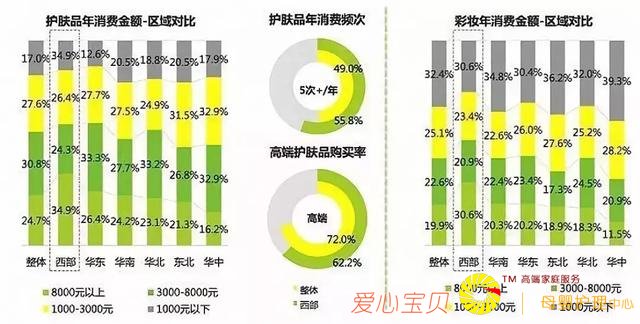 护肤品年消费金额-区域对比
17.0% 34.9% 12.6% 20.5% 18.8% 20.5% 17.9%
27.6% 26.4% 27.7% 27.5% 24.9% 31.5% 32.9%
30.8% 24.3% 33.3% 27.7% 33.2% 26.8% 32.9%
24.7% 34.9% 26.4% 24.2% 23.1% 21.3% 16.2%
整体 西部 华东 华南 华北 东北 华中
8000元以上 3000-8000元
1000-3000元 1000元以下
护肤品年消费频次
49.0%
5次+/年
55.8%
高端护肤品购买率
高端
72.0%
62.2%
整体
西部
彩妆年消费金额-区域对比
32.4% 30.6% 34.8% 30.4% 36.2% 32.0% 39.3%
25.1% 23.4% 22.6% 26.0% 27.6% 25.2% 28.2%
22.6% 20.9% 22.4% 23.4% 17.3% 24.5% 20.9%
19.9% 30.6% 20.3% 20.2% 18.9% 18.3% 11.5%
整体 西部 华东 华南 华北 东北 华中
8000元
3000-8000元
1000元以下
TM 高端家庭服务
爱心宝贝
母婴护理中心